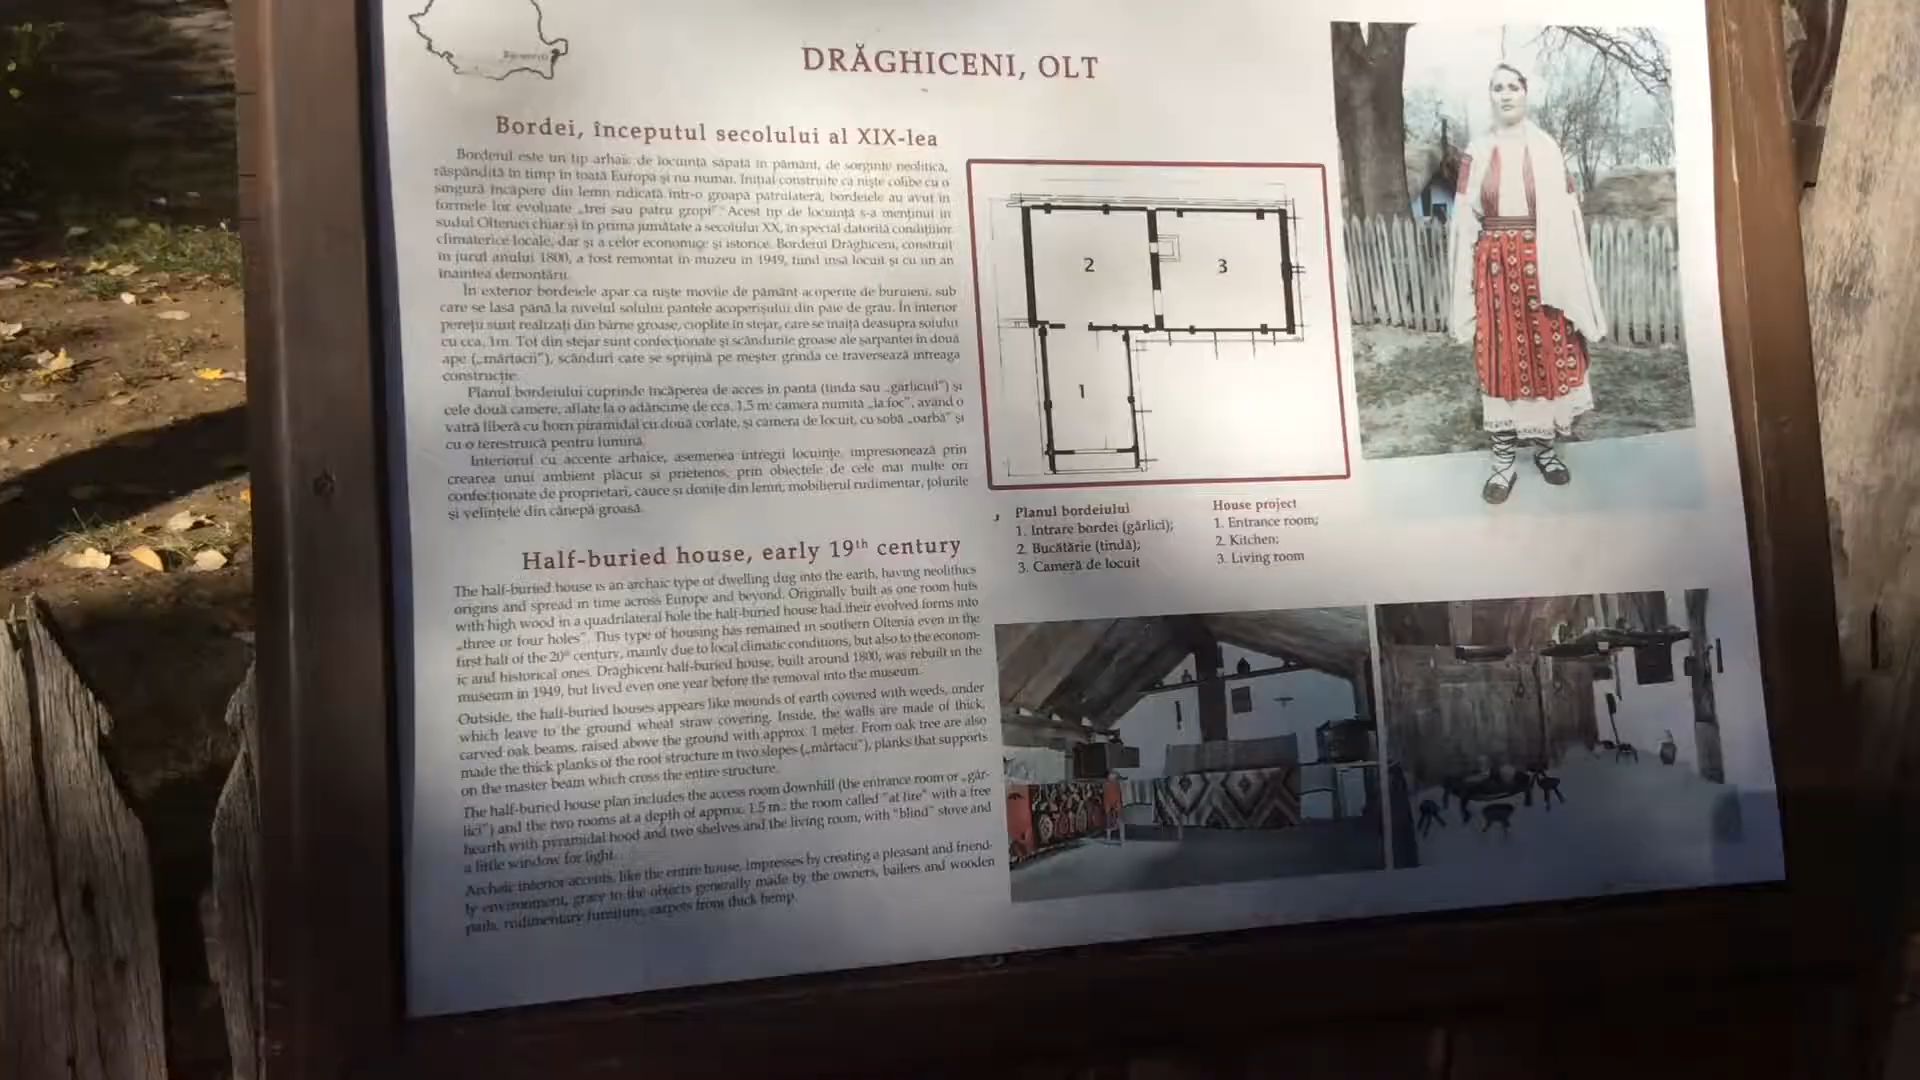 DRĂGHICENI, OLT
Bordei, începutul secolului al XIX-lea
Bordeiul este un tip arhaic de locuință săpată în pământ, de sorginte neolitică,
răspândită în timp în toată Europa și nu numai. Inițial construite ca niște colibe cu o
singură încăpere din lemn ridicată într-o groapă patrulateră, bordeiele au avut în
formele lor evoluate „trei sau patru gropi". Acest tip de locuință s-a menținut în
sudul Olteniei chiar și în prima jumătate a secolului XX, în special datorită condițiilor
climaterice locale, dar și a celor economice și istorice. Bordeiul Drăghiceni, construit
în jurul anului 1800, a fost remontat în muzeu în 1949, fiind însă locuit și cu un an
înaintea demontării.
În exterior bordeiele apar ca niște movile de pământ acoperite de buruieni, sub
care se lasă până la nivelul solului pantele acoperișului din paie de grâu. În interior
pereții sunt realizați din bârne groase, cioplite în stejar, care se înalță deasupra solului
cu cca. 1m. Tot din stejar sunt confecționate și scândurile groase ale șarpantei în două
ape („mărtăcii"), scânduri care se sprijină pe meșter grinda ce traversează întreaga
construcție.
Planul bordeiului cuprinde încăperea de acces în pantă (tinda sau „gârliciul") și
cele două camere, aflate la o adâncime de cca. 1,5 m: camera numită „la foc", având o
vatră liberă cu horn piramidal cu două corlate, și camera de locuit, cu sobă „oarbă" și
cu o terestruică pentru lumină.
Interiorul cu accente arhaice, asemenea întregii locuințe, impresionează prin
crearea unui ambient plăcut și prietenos, prin obiectele de cele mai multe ori
confecționate de proprietari, căuce și donițe din lemn, mobilierul rudimentar, țolurile
și velințele din cânepă groasă.
Half-buried house, early 19th century
The half-buried house is an archaic type of dwelling dug into the earth, having neolithics
origins and spread in time across Europe and beyond. Originally built as one room huts
with high wood in a quadrilateral hole the half-buried house had their evolved forms into
„three or four holes". This type of housing has remained in southern Oltenia even in the
first half of the 20th century, mainly due to local climatic conditions, but also to the econom-
ic and historical ones. Drăghiceni half-buried house, built around 1800, was rebuilt in the
museum in 1949, but lived even one year before the removal into the museum.
Outside, the half-buried houses appears like mounds of earth covered with weeds, under
which leave to the ground wheat straw covering. Inside, the walls are made of thick,
carved oak beams, raised above the ground with approx. 1 meter. From oak tree are also
made the thick planks of the roof structure in two slopes („mărtăcii"), planks that supports
on the master beam which cross the entire structure.
The half-buried house plan includes the access room downhill (the entrance room or „gâr-
lici") and the two rooms at a depth of approx. 1.5 m.: the room called "at fire" with a free
hearth with pyramidal hood and two shelves and the living room, with "blind" stove and
a little window for light.
Archaic interior accents, like the entire house, impresses by creating a pleasant and friend-
ly environment, grace to the objects generally made by the owners, bailers and wooden
pails, rudimentary furniture, carpets from thick hemp.
2
3
1
Planul bordeiului
1. Intrare bordei (gârlici);
2. Bucătărie (tindă);
3. Cameră de locuit
House project
1. Entrance room;
2. Kitchen;
3. Living room